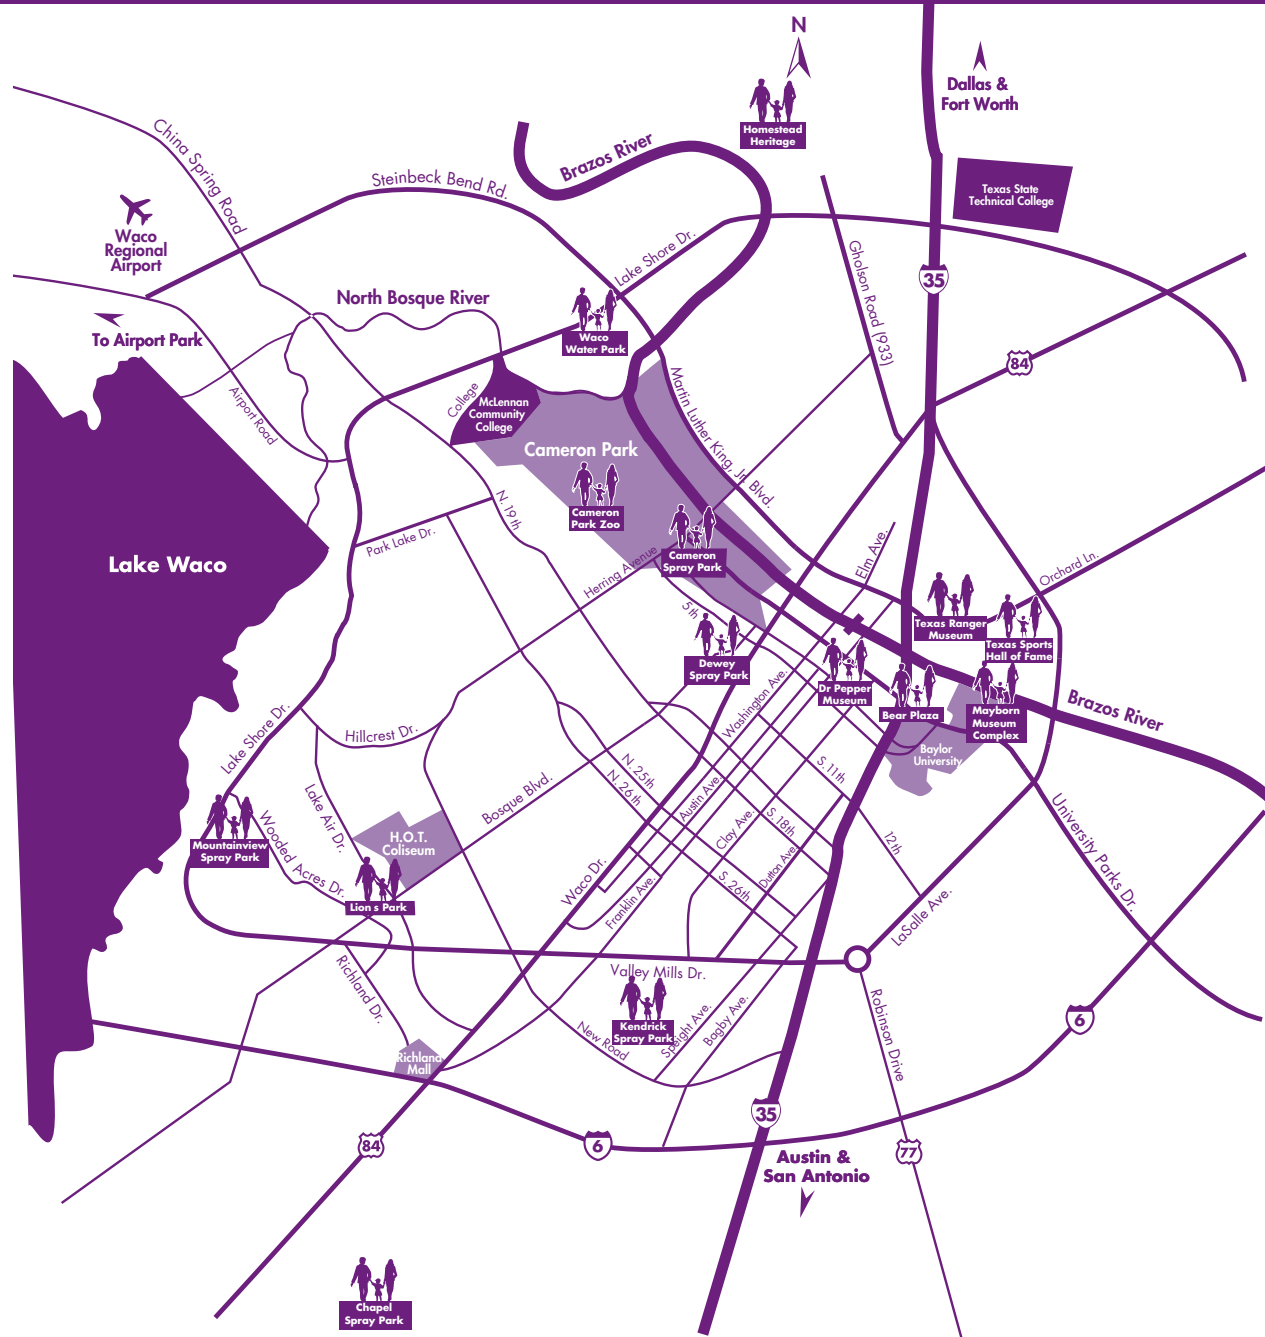 N
Dallas &
Fort Worth
Homestead
Heritage
China Spring Road
Brazos River
Steinbeck Bend Rd.
Texas State
Technical College
Waco
Regional
Airport
Lake Shore Dr.
Gholson Road (933)
35
North Bosque River
To Airport Park
Waco
Water Park
84
Airport Road
College
McLennan
Community
College
Martin Luther King, Jr. Blvd.
Cameron Park
Cameron
Park Zoo
N. 19th
Park Lake Dr.
Cameron
Spray Park
Herring Avenue
Elm Ave.
Orchard Ln.
Lake Waco
5th
Texas Ranger
Museum
Texas Sports
Hall of Fame
Dewey
Spray Park
Dr Pepper
Museum
Bear Plaza
Mayborn
Museum
Complex
Brazos River
Washington Ave.
Lake Shore Dr.
Hillcrest Dr.
Baylor
University
N. 25th
N. 26th
S. 11th
Bosque Blvd.
Austin Ave.
Lake Air Dr.
Clay Ave.
S. 18th
12th
University Parks Dr.
H.O.T.
Coliseum
Mountainview
Spray Park
Wooded Acres Dr.
Lion s Park
Waco Dr.
Franklin Ave.
S. 26th
Dutton Ave.
LaSalle Ave.
Richland Dr.
Valley Mills Dr.
Kendrick
Spray Park
New Road
Speight Ave.
Bagby Ave.
Robinson Drive
6
Richland
Mall
35
84
6
77
Austin &
San Antonio
Chapel
Spray Park